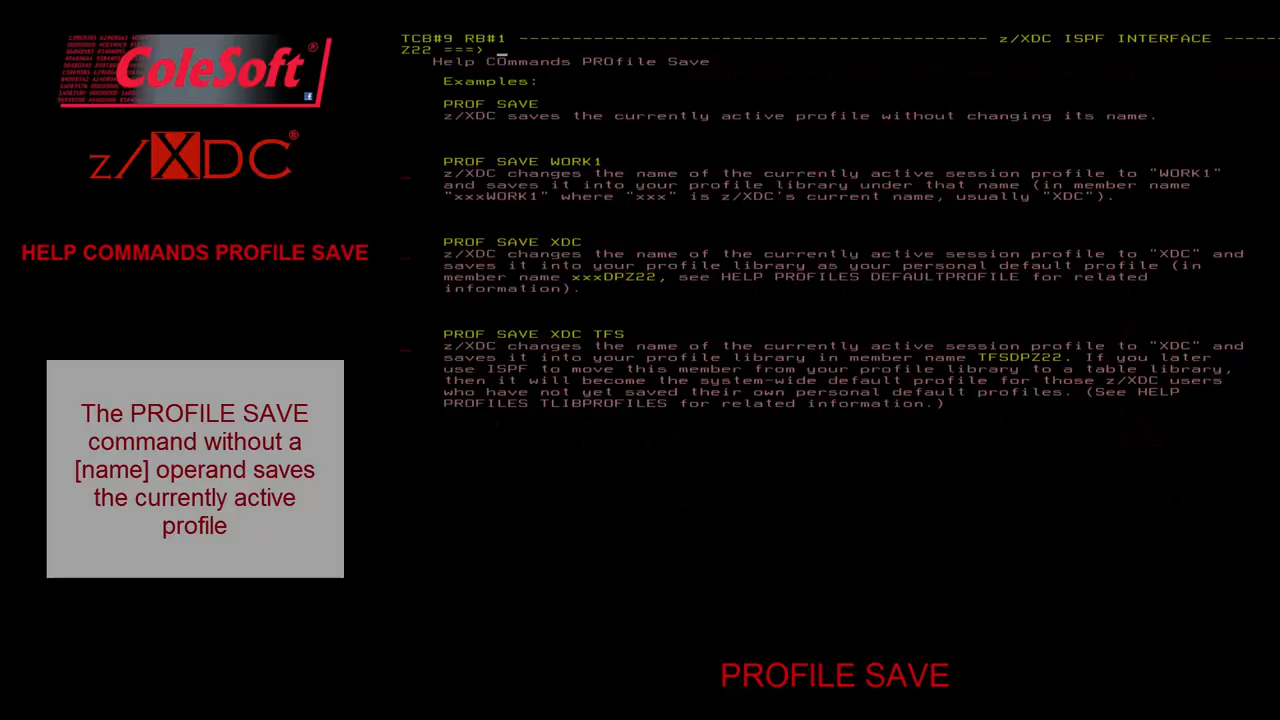 ColeSoft®
z/XDC®
HELP COMMANDS PROFILE SAVE
The PROFILE SAVE
command without a
[name] operand saves
the currently active
profile
TCB#9 RB#1 -------------------------------------------- z/XDC ISPF INTERFACE ------
Z22 ===> _
Help COmmands PROfile Save
Examples:
PROF SAVE
z/XDC saves the currently active profile without changing its name.
PROF SAVE WORK1
z/XDC changes the name of the currently active session profile to "WORK1"
and saves it into your profile library under that name (in member name
"xxxWORK1" where "xxx" is z/XDC's current name, usually "XDC").
PROF SAVE XDC
z/XDC changes the name of the currently active session profile to "XDC" and
saves it into your profile library as your personal default profile (in
member name xxxDPZ22, see HELP PROFILES DEFAULTPROFILE for related
information).
PROF SAVE XDC TFS
z/XDC changes the name of the currently active session profile to "XDC" and
saves it into your profile library in member name TFSDPZ22. If you later
use ISPF to move this member from your profile library to a table library,
then it will become the system-wide default profile for those z/XDC users
who have not yet saved their own personal default profiles. (See HELP
PROFILES TLIBPROFILES for related information.)
PROFILE SAVE